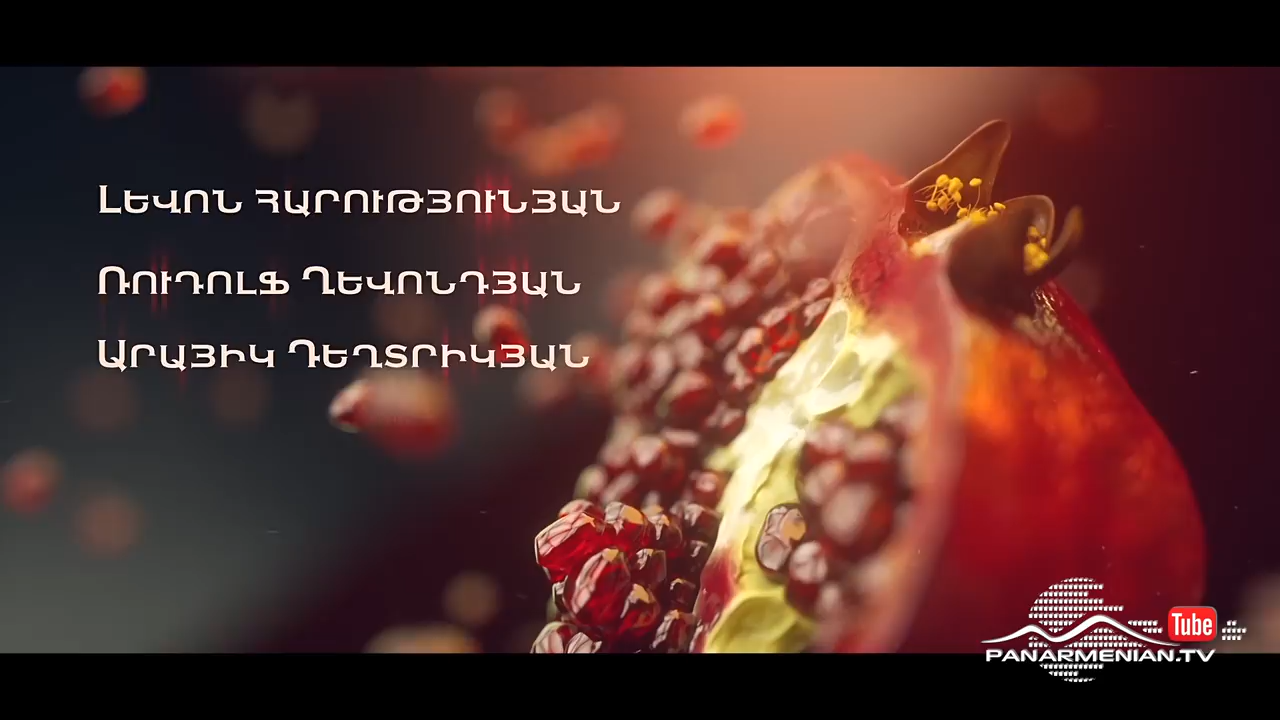 ԼԵՎՈՆ ՀԱՐՈՒԹՅՈՒՆՅԱՆ
ՌՈՒԴՈԼՖ ՂԵՎՈՆԴՅԱՆ
ԱՐԱՅԻԿ ԴԵՂՏՐԻԿՅԱՆ
Tube
PANARMENIAN.TV